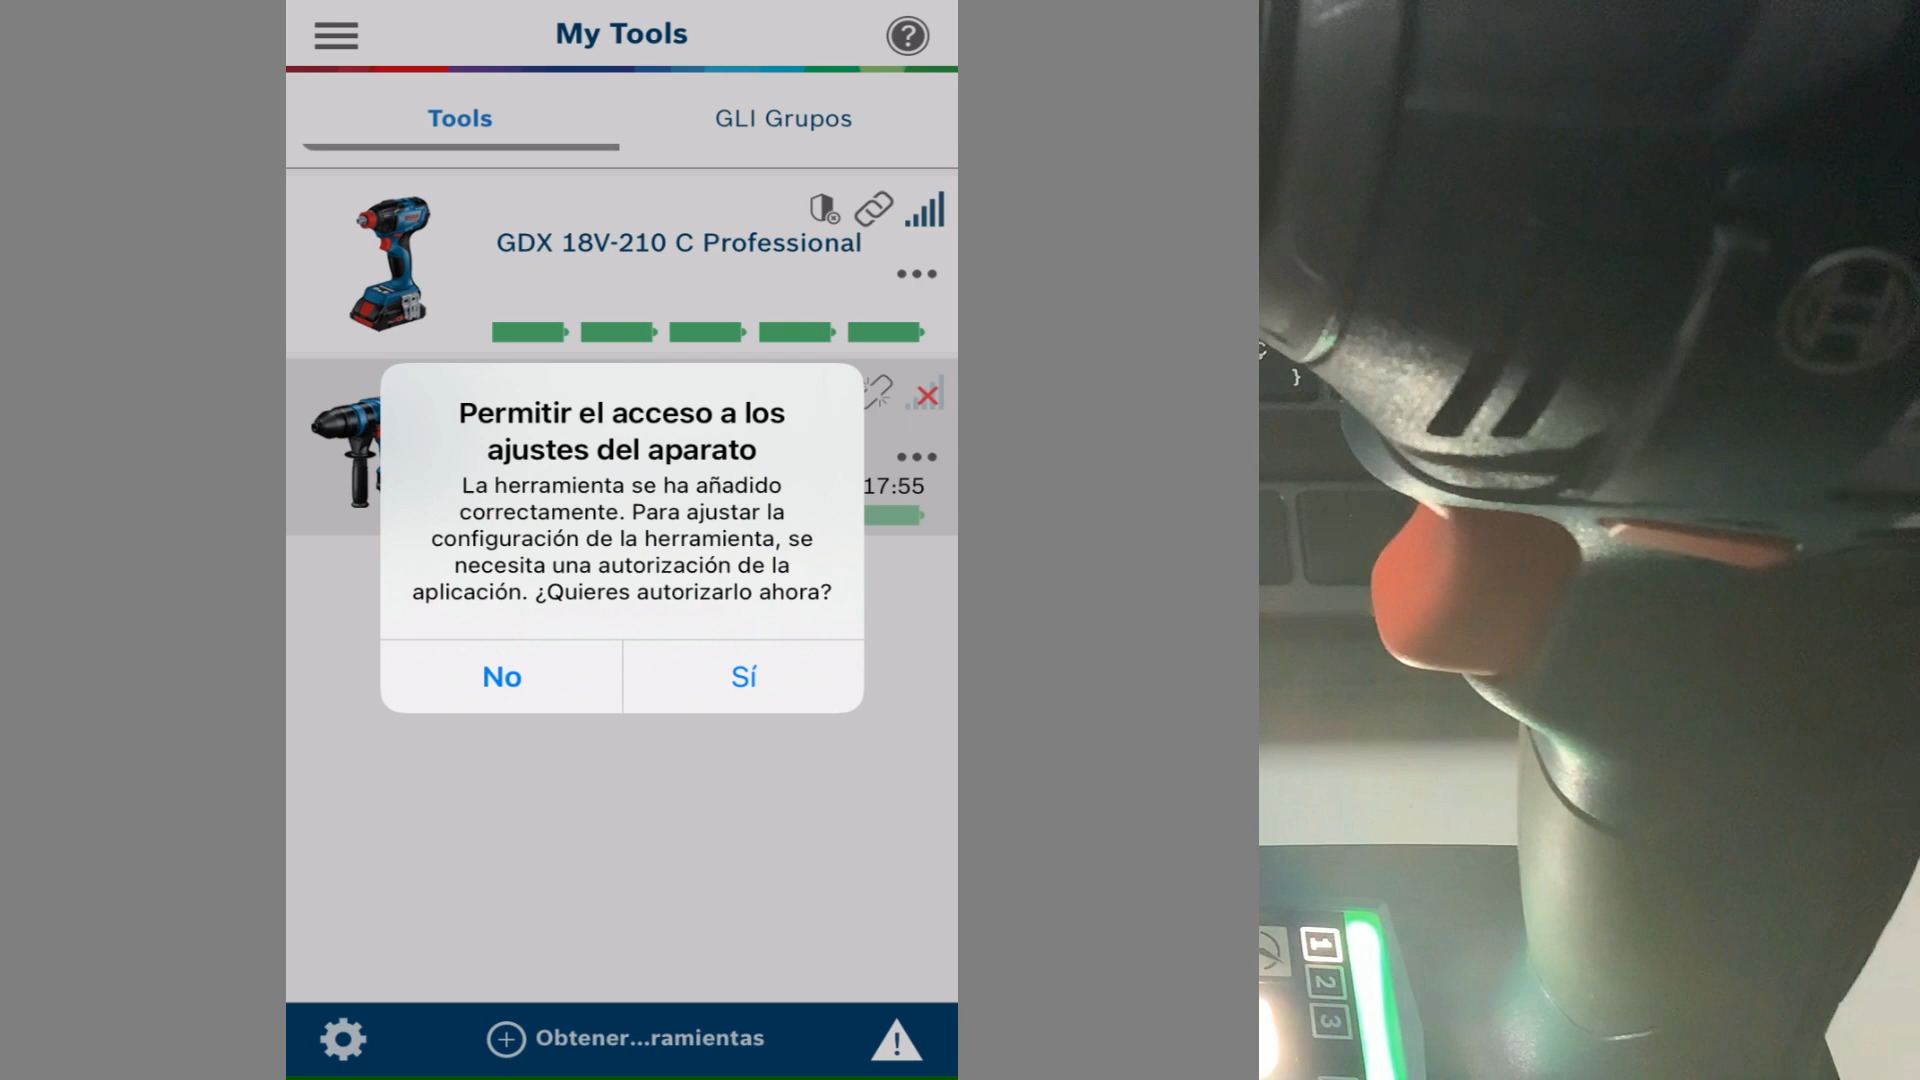 My Tools
?
Tools
GLI Grupos
GDX 18V-210 C Professional
17:55
Permitir el acceso a los
ajustes del aparato
La herramienta se ha añadido
correctamente. Para ajustar la
configuración de la herramienta, se
necesita una autorización de la
aplicación. ¿Quieres autorizarlo ahora?
No
Sí
Obtener...ramientas
}
1
2
3